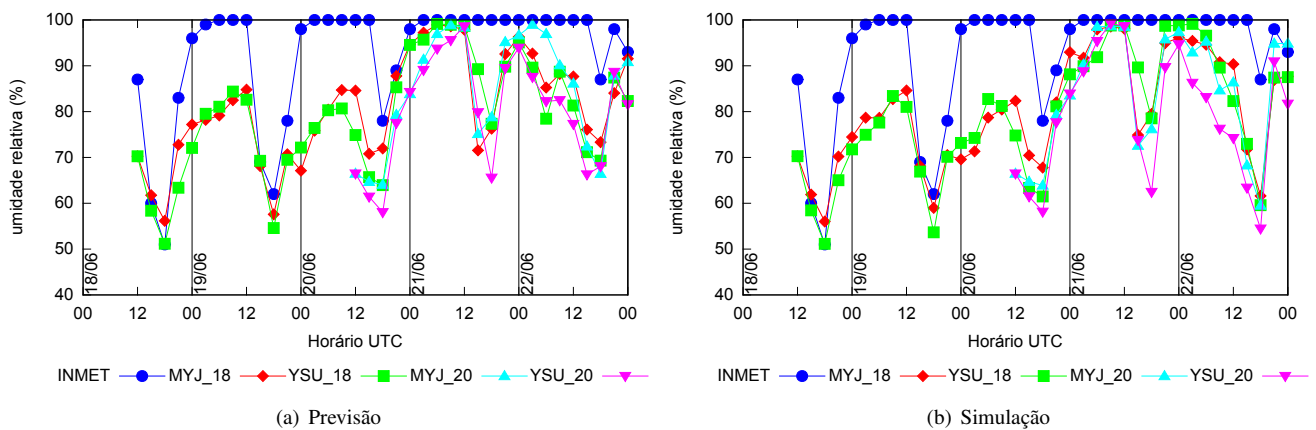 100
90
80
70
60
50
40
umidade relativa (%)
18/06
19/06
20/06
21/06
22/06
00 12 00 12 00 12 00 12 00 12 00
Horário UTC
INMET MYJ_18 YSU_18 MYJ_20 YSU_20
(a) Previsão
100
90
80
70
60
50
40
umidade relativa (%)
18/06
19/06
20/06
21/06
22/06
00 12 00 12 00 12 00 12 00 12 00
Horário UTC
INMET MYJ_18 YSU_18 MYJ_20 YSU_20
(b) Simulação